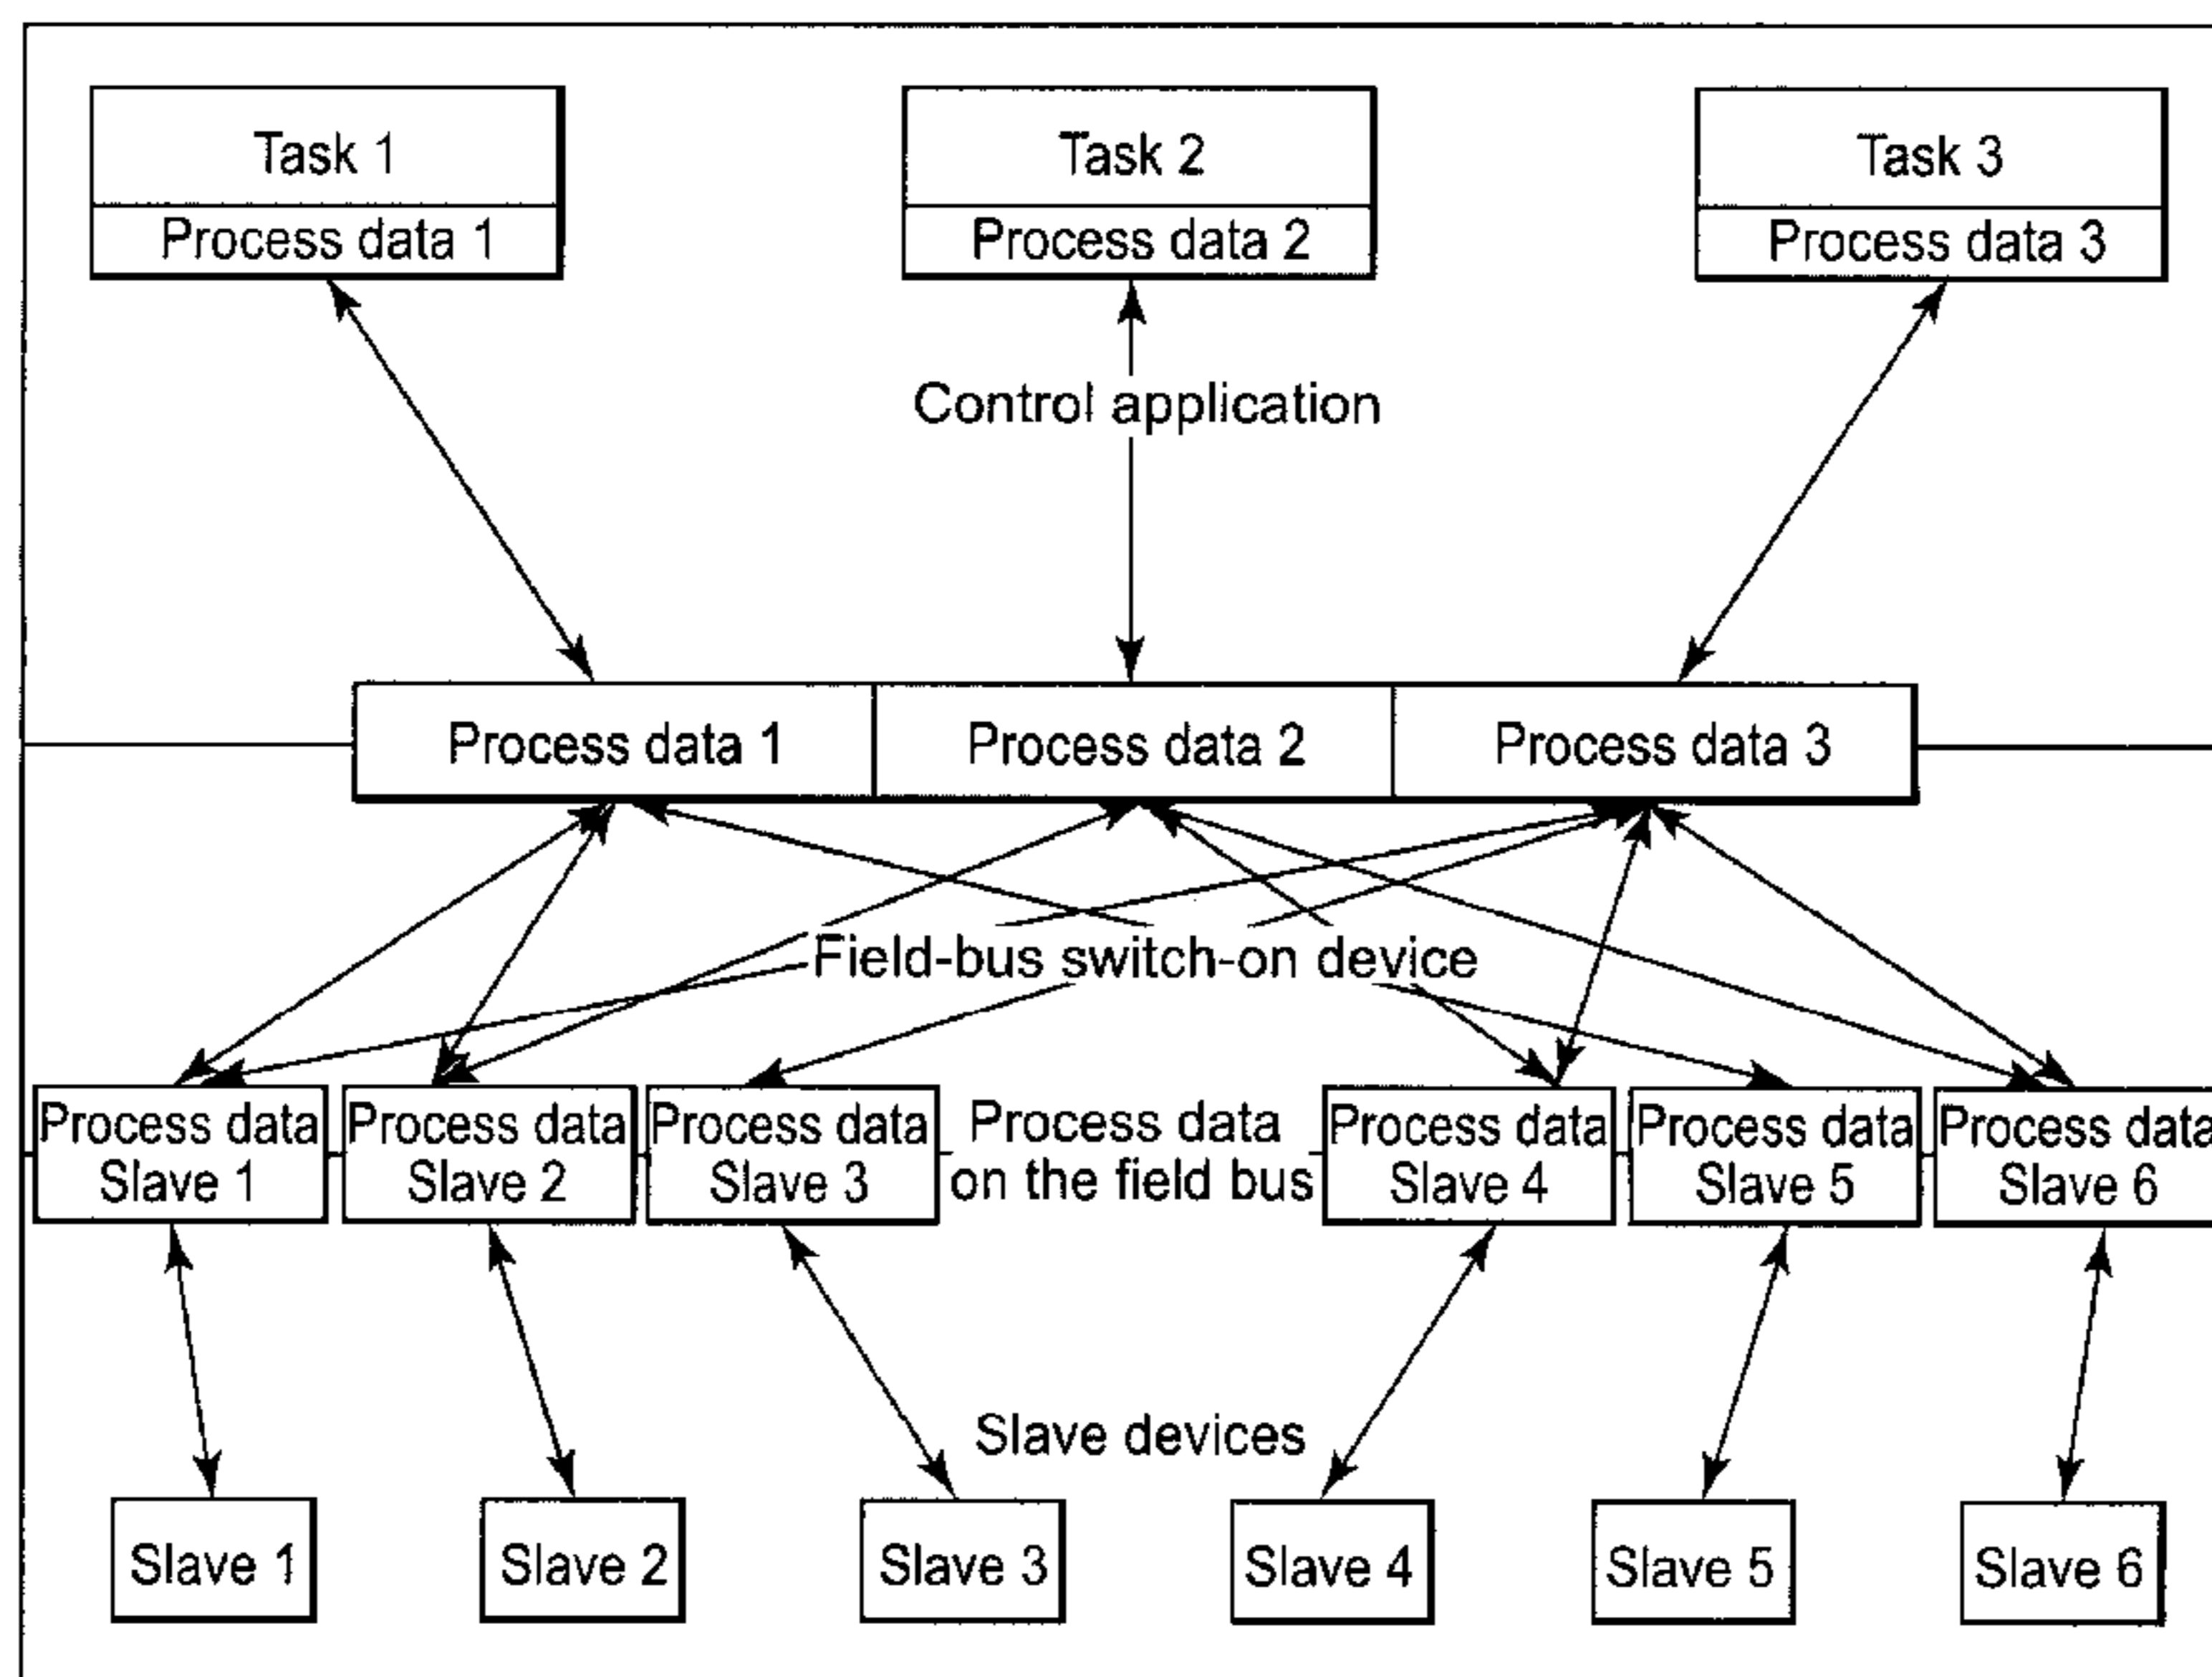 Task 1
Task 2
Task 3
Process data 1
Process data 2
Process data 3
Control application
Process data 1
Process data 2
Process data 3
Field-bus switch-on device
Process data
Slave 1
Process data
Slave 2
Process data
Slave 3
Process data
on the field bus
Process data
Slave 4
Process data
Slave 5
Process data
Slave 6
Slave devices
Slave 1
Slave 2
Slave 3
Slave 4
Slave 5
Slave 6